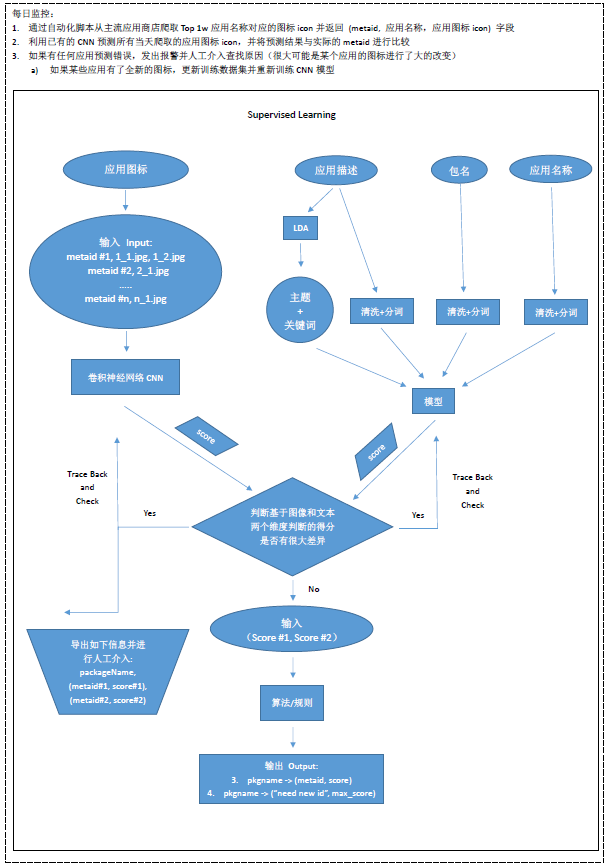 每日监控：
1. 通过自动化脚本从主流应用商店爬取 Top 1w 应用名称对应的图标 icon 并返回 (metaid, 应用名称，应用图标 icon) 字段
2. 利用已有的 CNN 预测所有当天爬取的应用图标 icon，并将预测结果与实际的 metaid 进行比较
3. 如果有任何应用预测错误，发出报警并人工介入查找原因（很大可能是某个应用的图标进行了大的改变）
a) 如果某些应用有了全新的图标，更新训练数据集并重新训练 CNN 模型
Supervised Learning
应用图标
应用描述
包名
应用名称
输入 Input:
metaid #1, 1_1.jpg, 1_2.jpg
metaid #2, 2_1.jpg
.....
metaid #n, n_1.jpg
LDA
主题
+
关键词
清洗+分词
清洗+分词
清洗+分词
卷积神经网络 CNN
模型
score
score
Trace Back
and
Check
Yes
判断基于图像和文本
两个维度判断的得分
是否有很大差异
Yes
Trace Back
and
Check
No
输入
（Score #1, Score #2）
导出如下信息并进
行人工介入:
packageName,
(metaid#1, score#1),
(metaid#2, score#2)
算法/规则
输出 Output:
3. pkgname -> (metaid, score)
4. pkgname -> ("need new id", max_score)